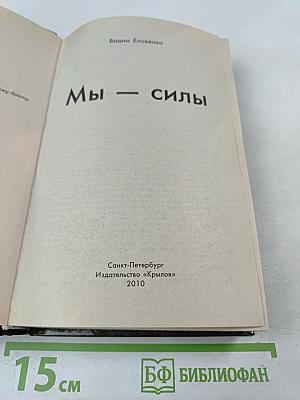 Вадим Еловенко
Мы — силы
Санкт-Петербург
Издательство «Крылов»
2010
15 см
БФ БИБЛИОФАН